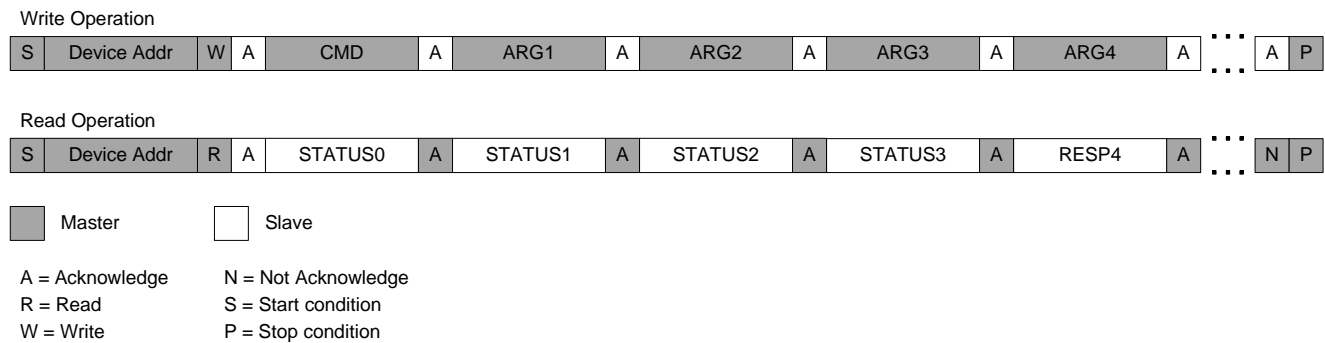 Write Operation
S Device Addr W A CMD A ARG1 A ARG2 A ARG3 A ARG4 A A P
Read Operation
S Device Addr R A STATUS0 A STATUS1 A STATUS2 A STATUS3 A RESP4 A N P
Master Slave
A = Acknowledge N = Not Acknowledge
R = Read S = Start condition
W = Write P = Stop condition